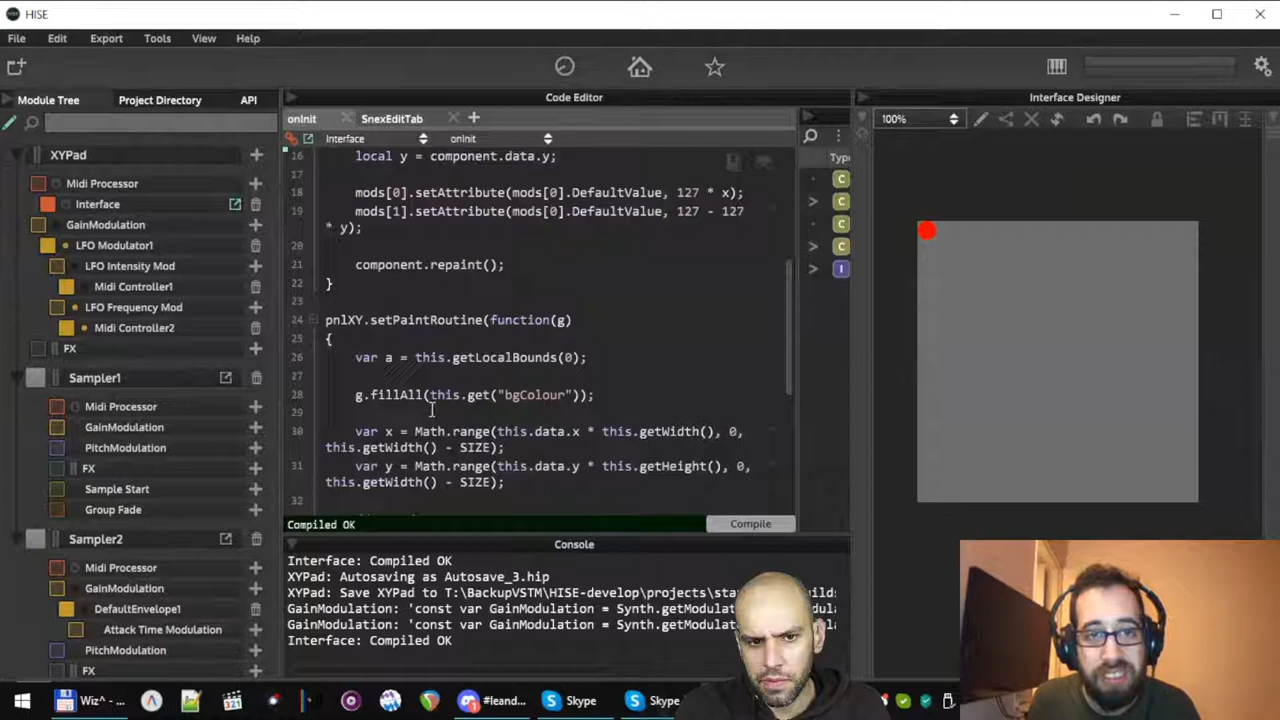 HISE
File Edit Export Tools View Help
Module Tree Project Directory API
XYPad
Midi Processor
Interface
GainModulation
LFO Modulator1
LFO Intensity Mod
Midi Controller1
LFO Frequency Mod
Midi Controller2
FX
Sampler1
Midi Processor
GainModulation
PitchModulation
FX
Sample Start
Group Fade
Sampler2
Midi Processor
GainModulation
DefaultEnvelope1
Attack Time Modulation
PitchModulation
FX
Code Editor
onInit SnexEditTab
Interface onInit
16 local y = component.data.y;
17
18 mods[0].setAttribute(mods[0].DefaultValue, 127 * x);
19 mods[1].setAttribute(mods[0].DefaultValue, 127 - 127
* y);
20
21 component.repaint();
22 }
23
24 pnlXY.setPaintRoutine(function(g)
25 {
26 var a = this.getLocalBounds(0);
27
28 g.fillAll(this.get("bgColour"));
29
30 var x = Math.range(this.data.x * this.getWidth(), 0,
this.getWidth() - SIZE);
31 var y = Math.range(this.data.y * this.getHeight(), 0,
this.getWidth() - SIZE);
32
Compiled OK Compile
Typ
C
C
C
C
I
Console
Interface: Compiled OK
XYPad: Autosaving as Autosave_3.hip
XYPad: Save XYPad to T:\BackupVSTM\HISE-develop\projects\sta
GainModulation: 'const var GainModulation = Synth.getModula
GainModulation: 'const var GainModulation = Synth.getModula
Interface: Compiled OK
Interface Designer
100%
Wiz^ - ... #leand... Skype Skype